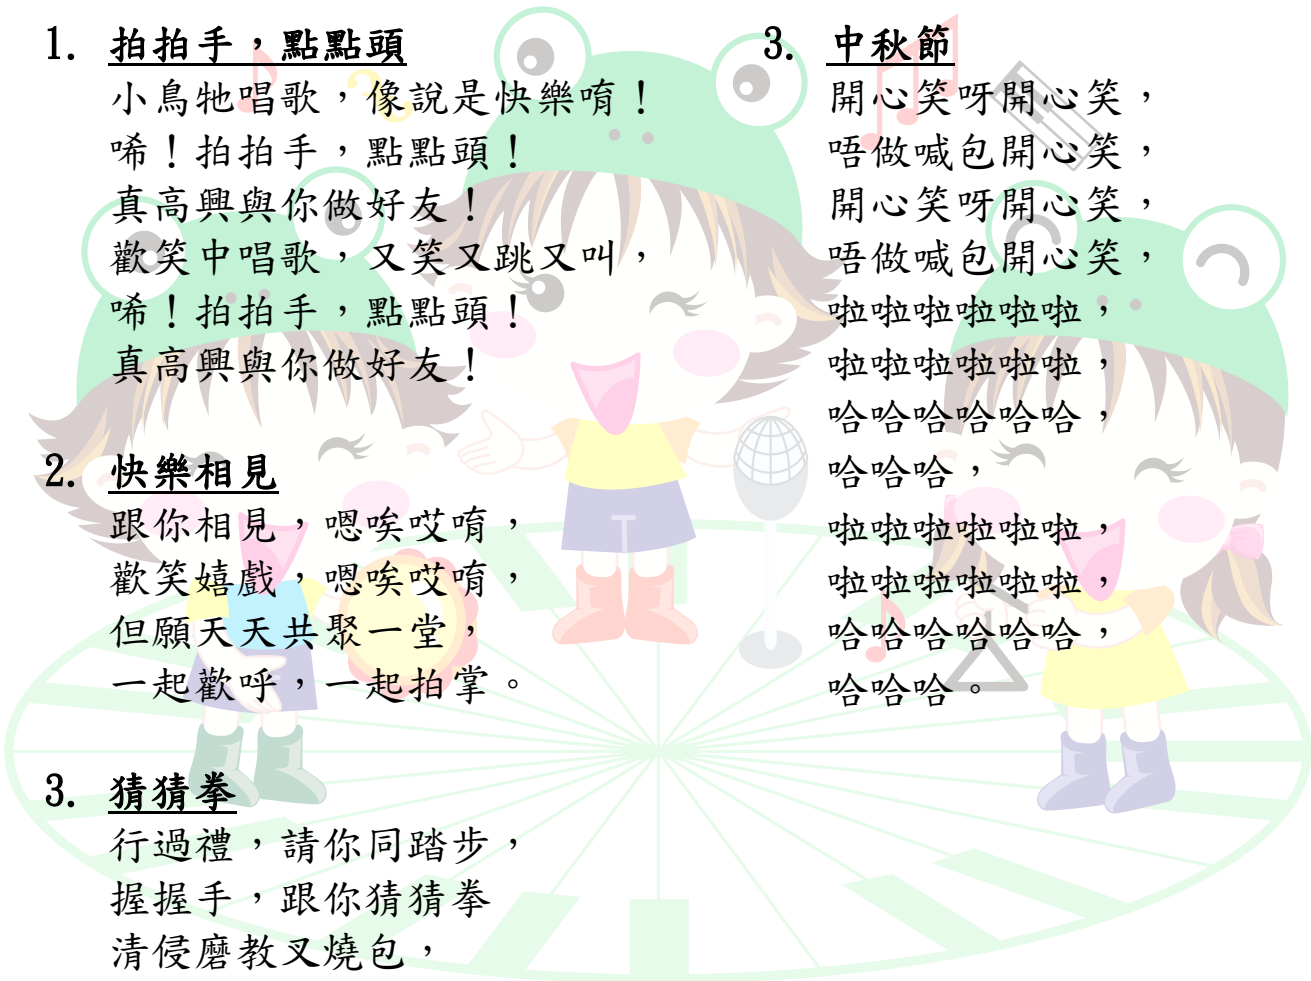 1. 拍拍手，點點頭
小鳥牠唱歌，像說是快樂唷！
唏！拍拍手，點點頭！
真高興與你做好友！
歡笑中唱歌，又笑又跳又叫，
唏！拍拍手，點點頭！
真高興與你做好友！
2. 快樂相見
跟你相見，嗯唉哎唷，
歡笑嬉戲，嗯唉哎唷，
但願天天共聚一堂，
一起歡呼，一起拍掌。
3. 猜猜拳
行過禮，請你同踏步，
握握手，跟你猜猜拳
清侵磨教叉燒包，
3. 中秋節
開心笑呀開心笑，
唔做喊包開心笑，
開心笑呀開心笑，
唔做喊包開心笑，
啦啦啦啦啦啦，
啦啦啦啦啦啦，
哈哈哈哈哈哈，
哈哈哈，
啦啦啦啦啦啦，
啦啦啦啦啦啦，
哈哈哈哈哈哈，
哈哈哈。